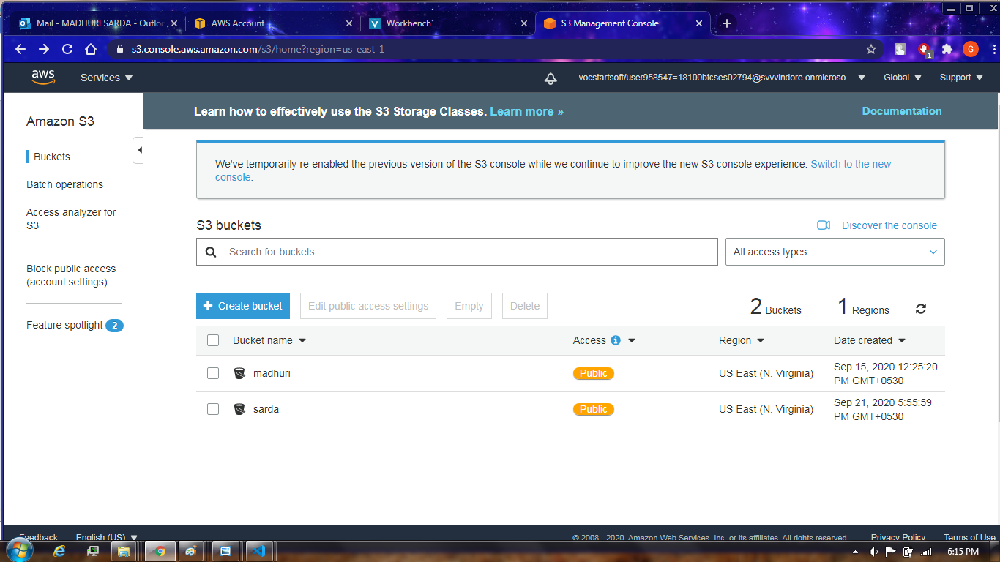 Mail - MADHURI SARDA - Outloo
AWS Account
Workbench
S3 Management Console
s3.console.aws.amazon.com/s3/home?region=us-east-1
1
G
aws
Services
vocstartsoft/user958547=18100btcses02794@svvvindore.onmicroso...
Global
Support
Amazon S3
Buckets
Batch operations
Access analyzer for
S3
Block public access
(account settings)
Feature spotlight 2
Learn how to effectively use the S3 Storage Classes. Learn more »
Documentation
We've temporarily re-enabled the previous version of the S3 console while we continue to improve the new S3 console experience. Switch to the new
console.
S3 buckets
Discover the console
Search for buckets
All access types
+ Create bucket
Edit public access settings
Empty
Delete
2 Buckets
1 Regions
Bucket name
Access
Region
Date created
madhuri
Public
US East (N. Virginia)
Sep 15, 2020 12:25:20
PM GMT+0530
sarda
Public
US East (N. Virginia)
Sep 21, 2020 5:55:59
PM GMT+0530
Feedback
English (US)
© 2008 - 2020, Amazon Web Services, Inc. or its affiliates. All rights reserved.
Privacy Policy
Terms of Use
6:15 PM